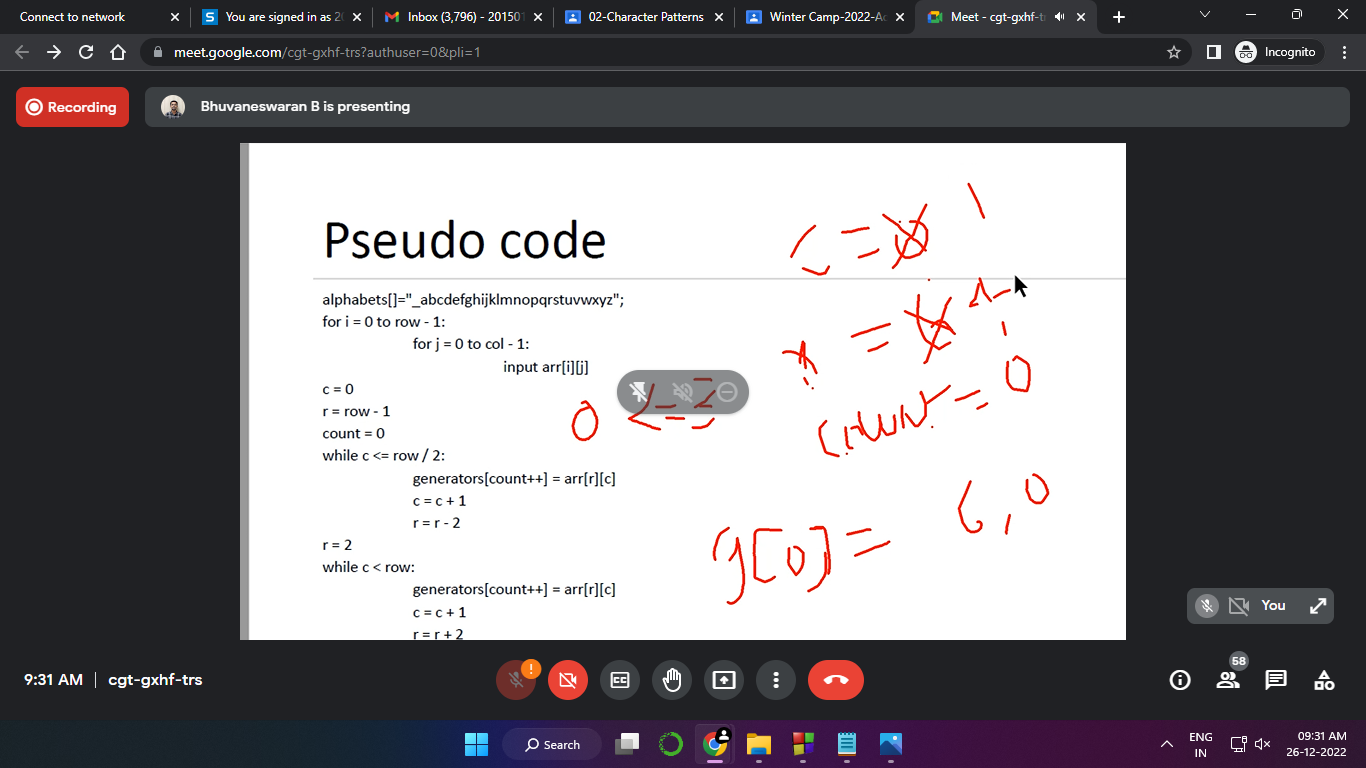 Connect to network
You are signed in as 20
Inbox (3,796) - 201501
02-Character Patterns
Winter Camp-2022-Ac
Meet - cgt-gxhf-tr
meet.google.com/cgt-gxhf-trs?authuser=0&pli=1
Incognito
Recording
Bhuvaneswaran B is presenting
Pseudo code
c = 0 1
alphabets[]="_abcdefghijklmnopqrstuvwxyz";
for i = 0 to row - 1:
for j = 0 to col - 1:
input arr[i][j]
c = 0
r = row - 1
count = 0
while c <= row / 2:
generators[count++] = arr[r][c]
c = c + 1
r = r - 2
r = 2
while c < row:
generators[count++] = arr[r][c]
c = c + 1
r = r + 2
r = 6 4
count = 0
0 <= 3
6, 0
g[0] =
You
9:31 AM | cgt-gxhf-trs
58
Search
ENG
IN
09:31 AM
26-12-2022